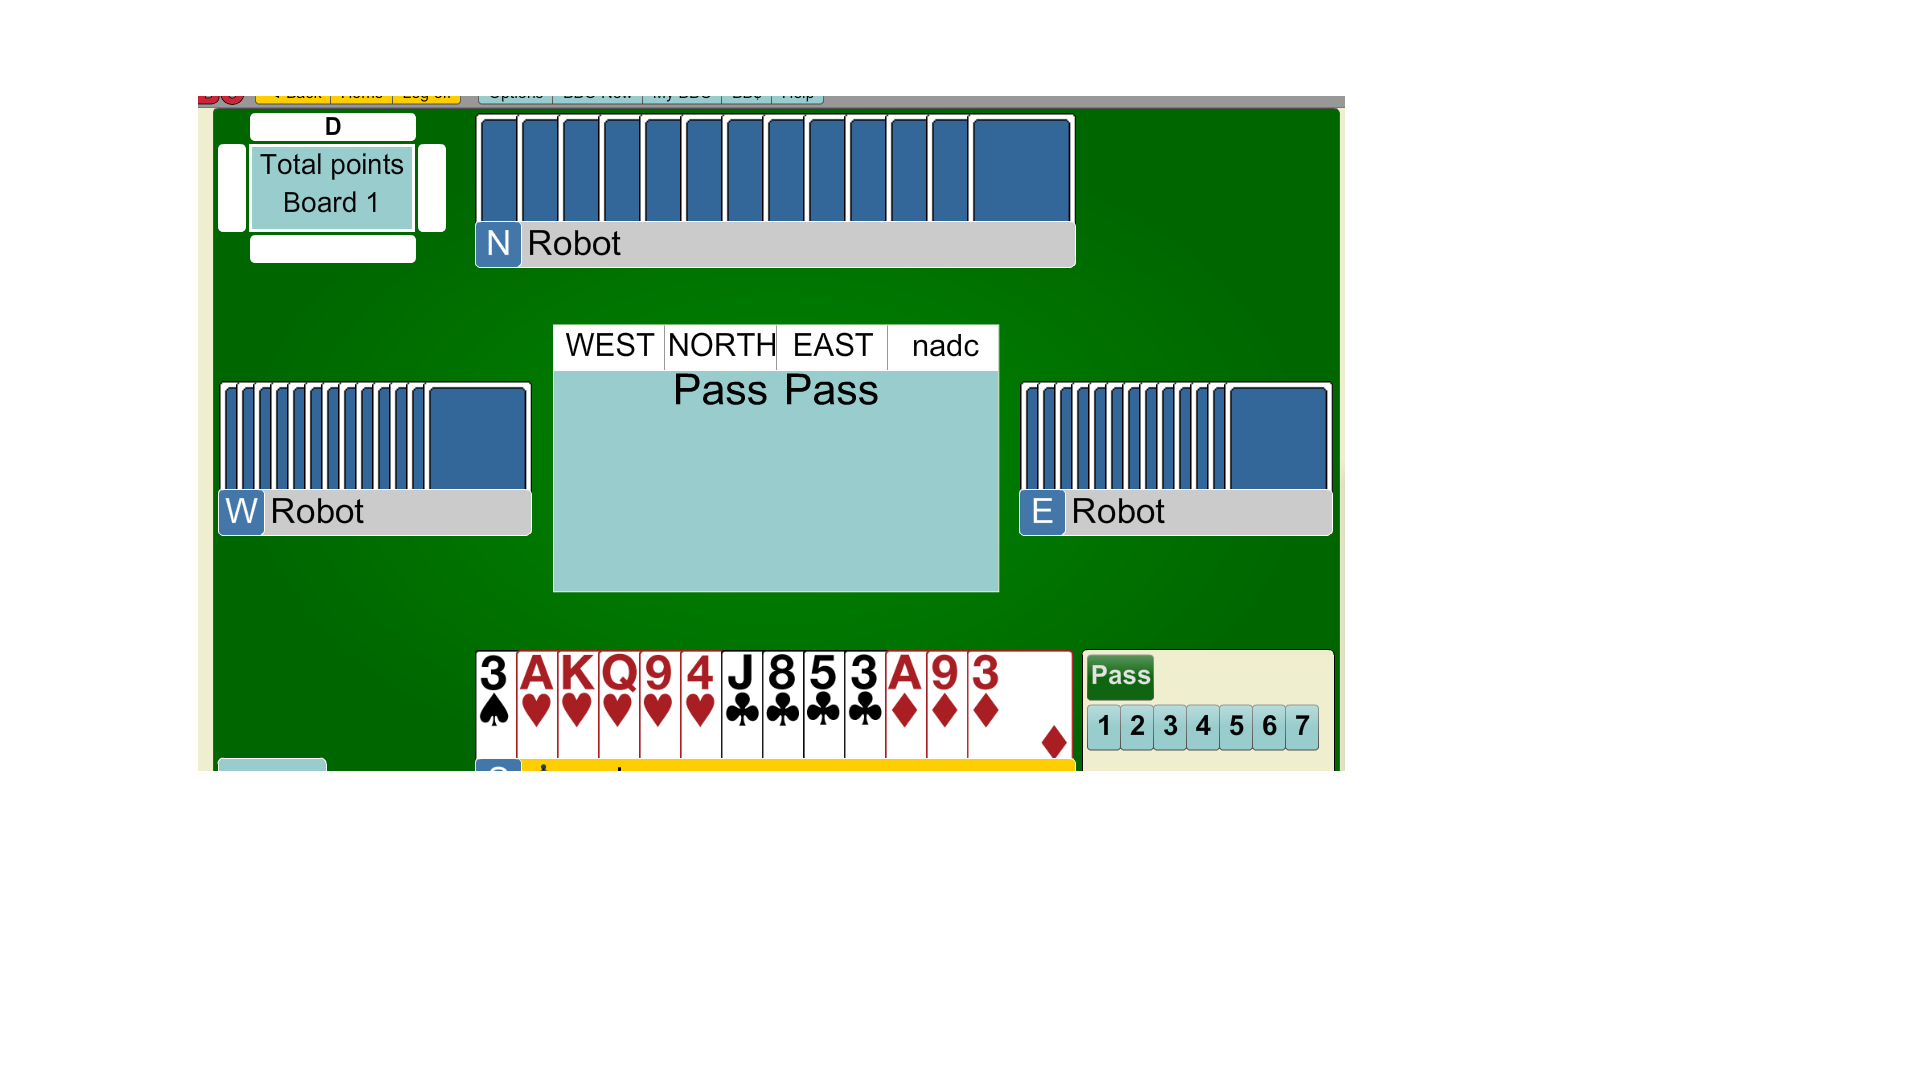 D
Total points
Board 1
N Robot
WEST NORTH EAST nadc
Pass Pass
W Robot
E Robot
3 A K Q 9 4 J 8 5 3 A 9 3
Pass
1 2 3 4 5 6 7